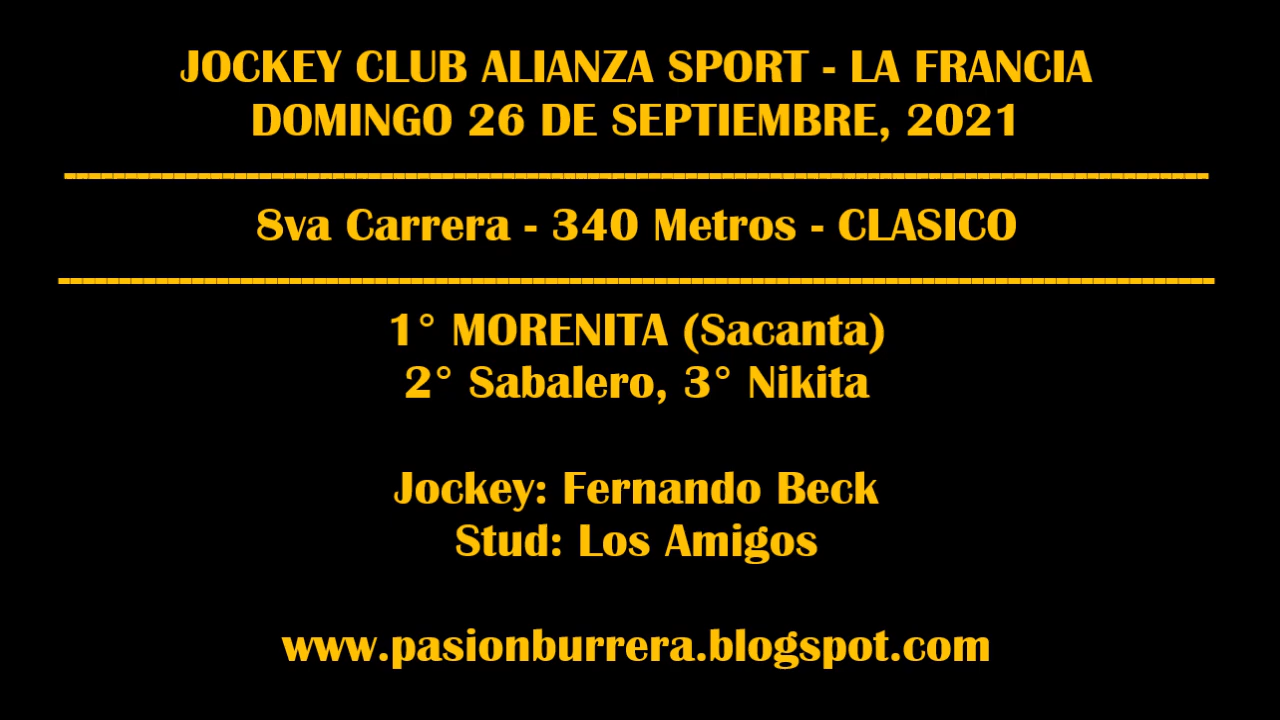 JOCKEY CLUB ALIANZA SPORT - LA FRANCIA
DOMINGO 26 DE SEPTIEMBRE, 2021
8va Carrera - 340 Metros - CLASICO
1° MORENITA (Sacanta)
2° Sabalero, 3° Nikita
Jockey: Fernando Beck
Stud: Los Amigos
www.pasionburrera.blogspot.com